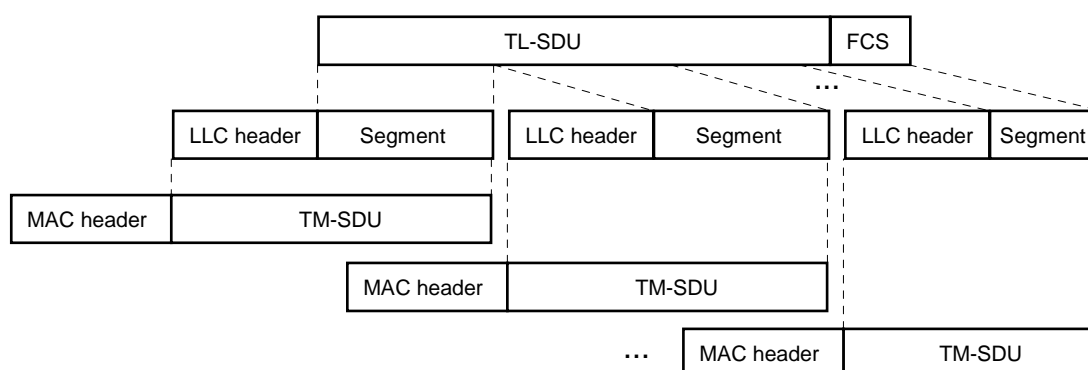 TL-SDU FCS
...
LLC header Segment LLC header Segment LLC header Segment
MAC header TM-SDU
MAC header TM-SDU
... MAC header TM-SDU